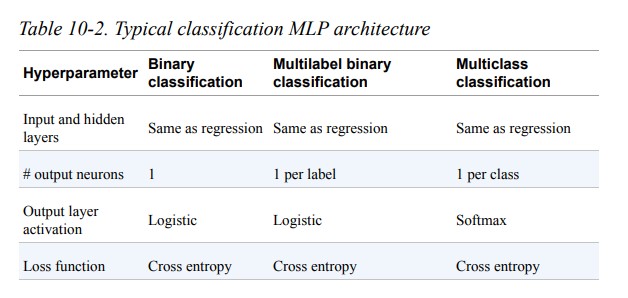 Table 10-2. Typical classification MLP architecture
Hyperparameter Binary classification Multilabel binary classification Multiclass classification
Input and hidden layers Same as regression Same as regression Same as regression
# output neurons 1 1 per label 1 per class
Output layer activation Logistic Logistic Softmax
Loss function Cross entropy Cross entropy Cross entropy